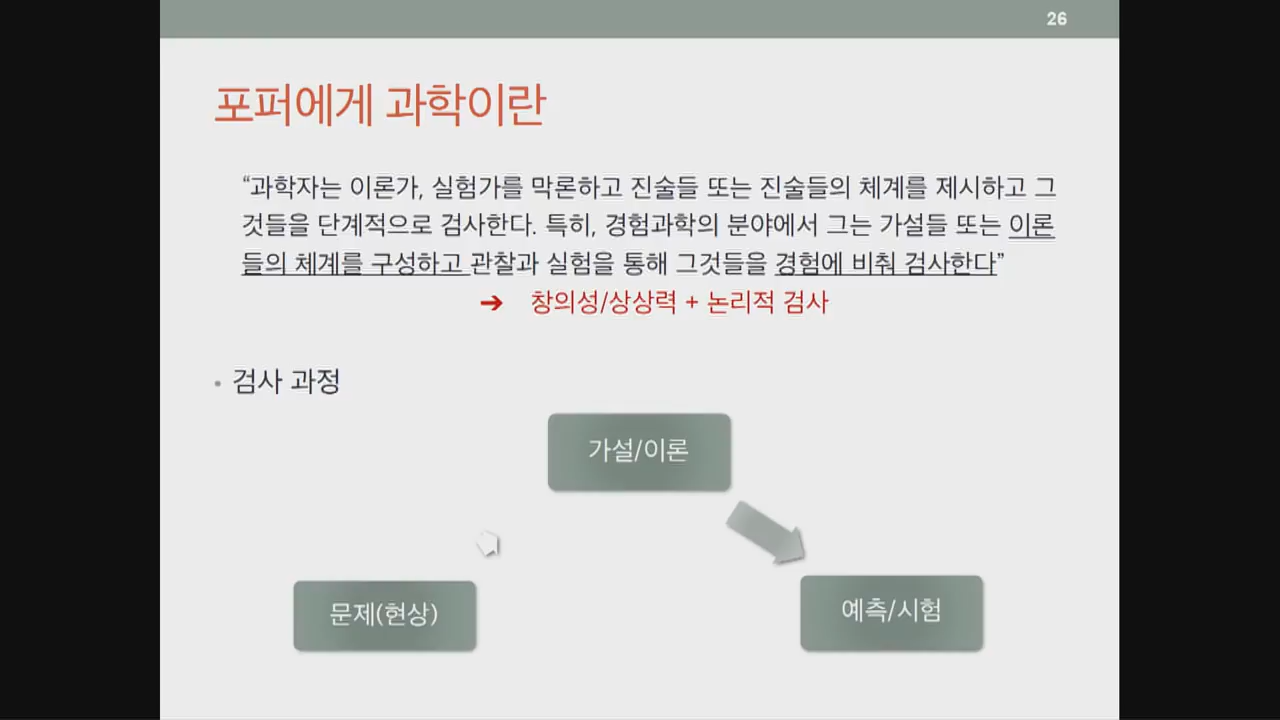 26
포퍼에게 과학이란
“과학자는 이론가, 실험가를 막론하고 진술들 또는 진술들의 체계를 제시하고 그
것들을 단계적으로 검사한다. 특히, 경험과학의 분야에서 그는 가설들 또는 이론
들의 체계를 구성하고 관찰과 실험을 통해 그것들을 경험에 비춰 검사한다”
➔ 창의성/상상력 + 논리적 검사
• 검사 과정
가설/이론
문제(현상)
예측/시험